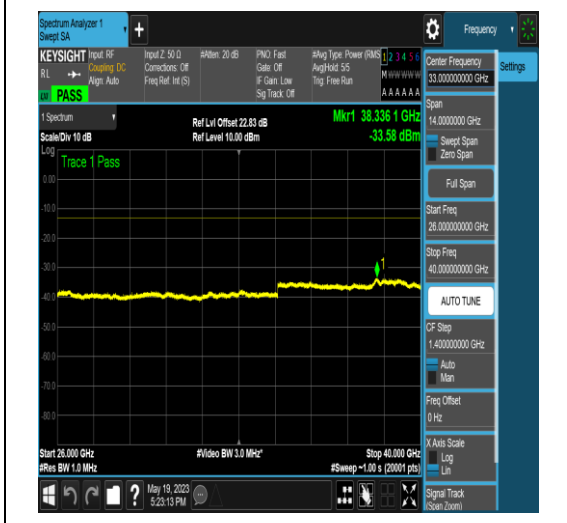 Spectrum Analyzer 1
Swept SA
Frequency
KEYSIGHT
RL
PASS
Input: RF
Coupling: DC
Align: Auto
Input Z: 50 Ω
Corrections: Off
Freq Ref: Int (S)
#Atten: 20 dB
PNO: Fast
Gate: Off
IF Gain: Low
Sig Track: Off
#Avg Type: Power (RMS
Avg|Hold: 5/5
Trig: Free Run
1 2 3 4 5 6
M W W W W W
A A A A A A
1 Spectrum
Scale/Div 10 dB
Ref Lvl Offset 22.83 dB
Ref Level 10.00 dBm
Mkr1 38.336 1 GHz
-33.58 dBm
Log
Trace 1 Pass
0.00
-10.0
-20.0
-30.0
-40.0
-50.0
-60.0
-70.0
-80.0
1
Start 26.000 GHz
#Res BW 1.0 MHz
#Video BW 3.0 MHz*
Stop 40.000 GHz
#Sweep ~1.00 s (20001 pts)
?
May 19, 2023
5:23:13 PM
Center Frequency
33.000000000 GHz
Span
14.0000000 GHz
Swept Span
Zero Span
Full Span
Start Freq
26.000000000 GHz
Stop Freq
40.000000000 GHz
AUTO TUNE
CF Step
1.400000000 GHz
Auto
Man
Freq Offset
0 Hz
X Axis Scale
Log
Lin
Signal Track
(Span Zoom)
Settings